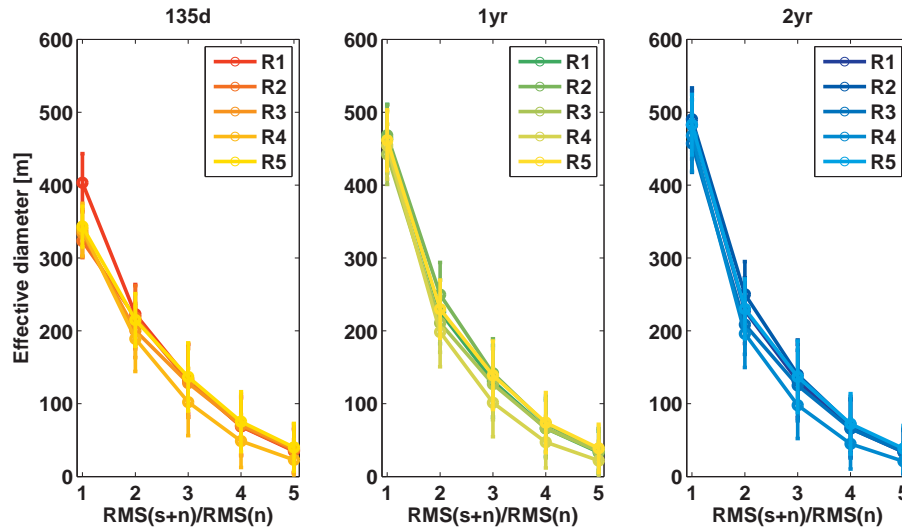 135d
1yr
2yr
Effective diameter [m]
600
500
400
300
200
100
0
R1
R2
R3
R4
R5
1 2 3 4 5
RMS(s+n)/RMS(n)
600
500
400
300
200
100
0
R1
R2
R3
R4
R5
1 2 3 4 5
RMS(s+n)/RMS(n)
600
500
400
300
200
100
0
R1
R2
R3
R4
R5
1 2 3 4 5
RMS(s+n)/RMS(n)